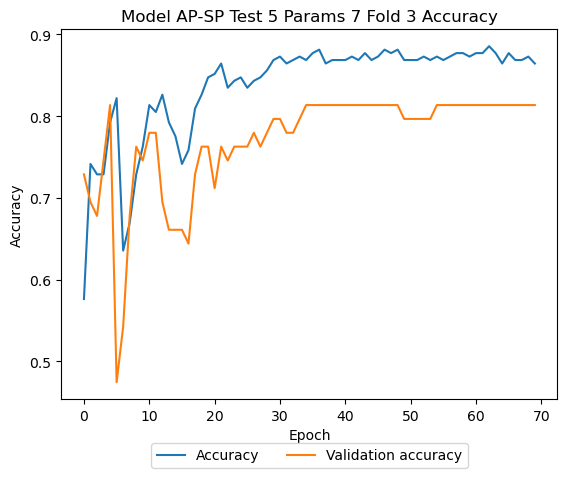 Model AP-SP Test 5 Params 7 Fold 3 Accuracy
Accuracy
0.9
0.8
0.7
0.6
0.5
0 10 20 30 40 50 60 70
Epoch
Accuracy Validation accuracy